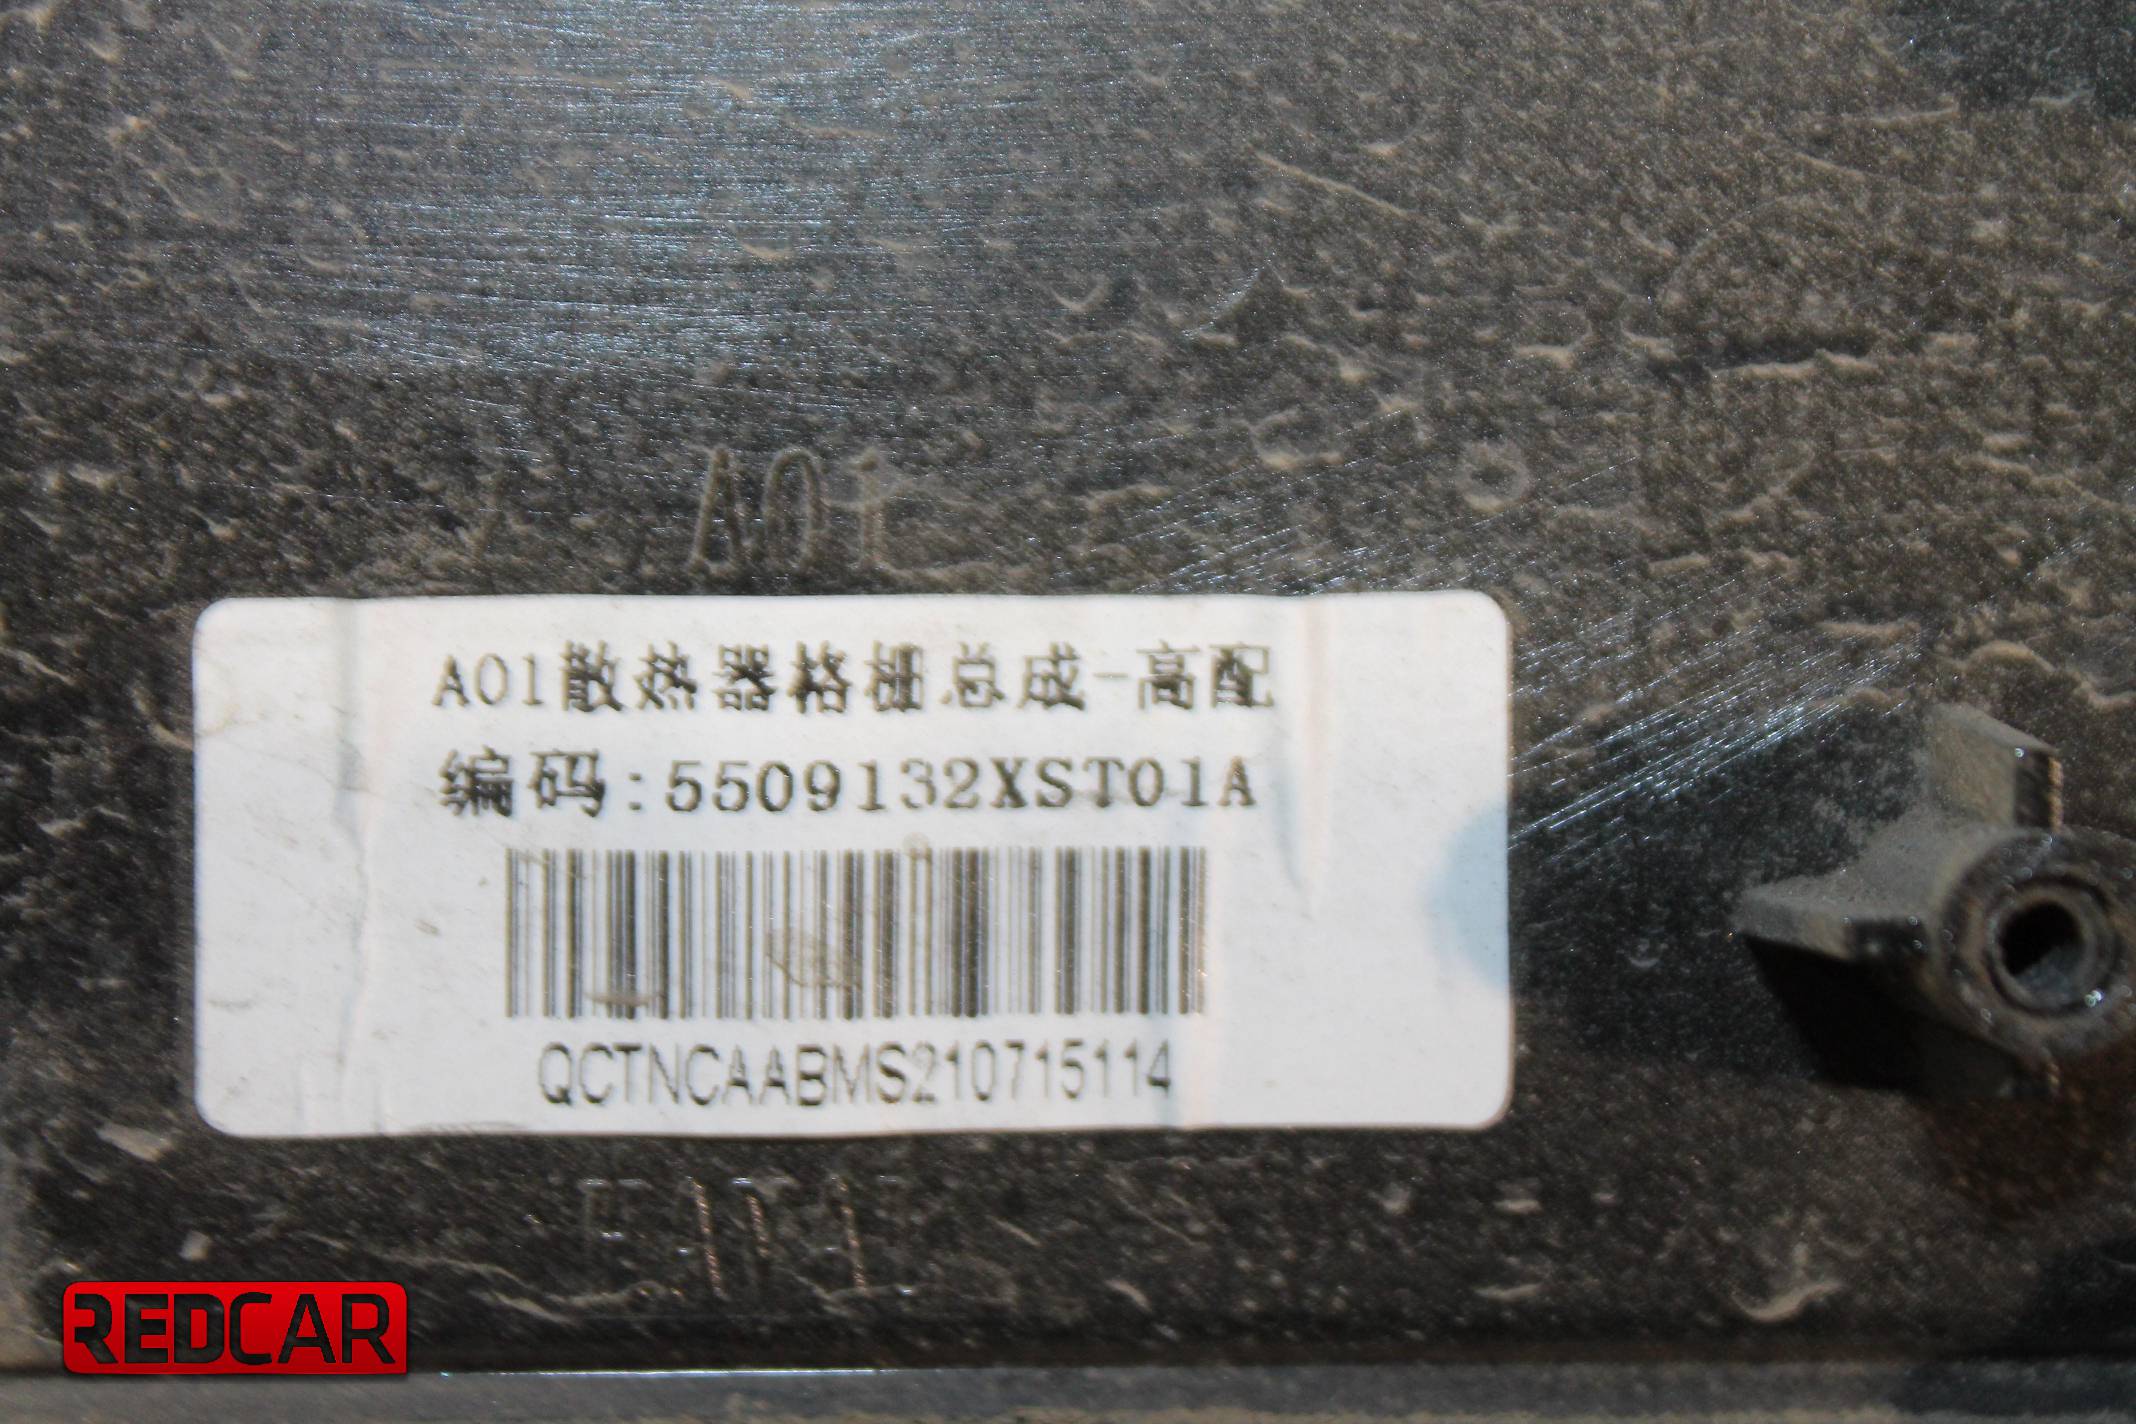 A01
A01散热器格栅总成-高配
编码:5509132XST01A
QCTNCAABMS210715114
REDCAR